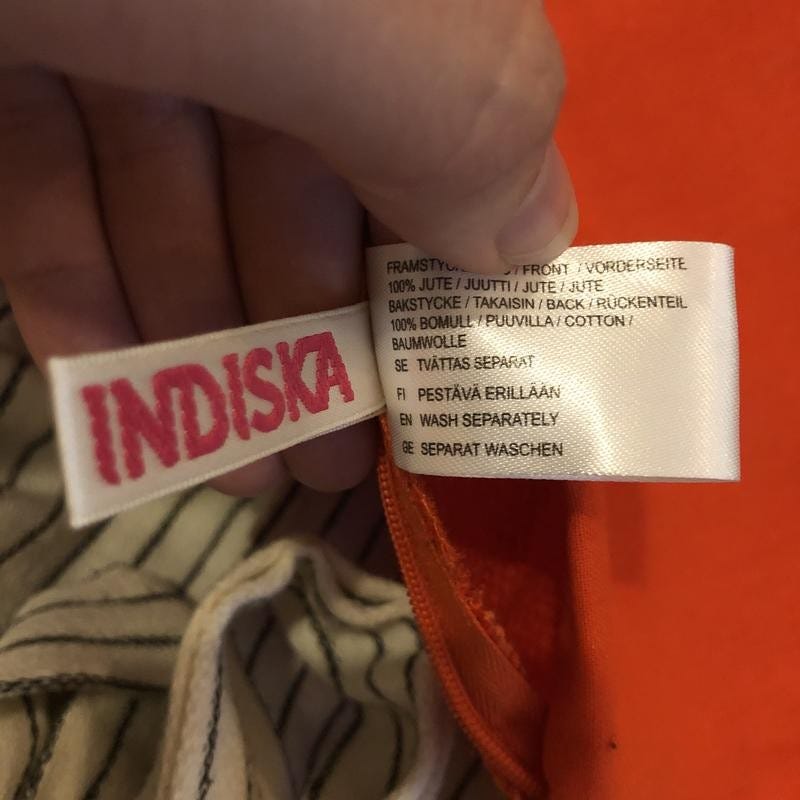 INDISKA
/ FRONT / VORDERSEITE
100% JUTE / JUUTTI / JUTE / JUTE
BAKSTYCKE / TAKAISIN / BACK / RÜCKENTEIL
100% BOMULL / PUUVILLA / COTTON /
BAUMWOLLE
SE TVÄTTAS SEPARAT
FI PESTÄVÄ ERILLÄÄN
EN WASH SEPARATELY
GE SEPARAT WASCHEN